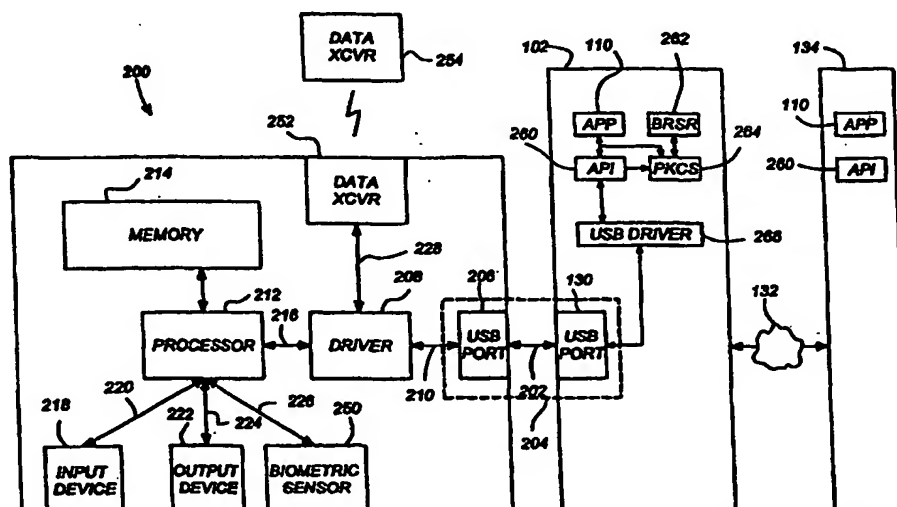 200
DATA
XCVR
254
252
102
110
262
134
APP
BRSR
260
API
PKCS
264
110
APP
260
API
214
MEMORY
DATA
XCVR
228
208
USB DRIVER
266
212
PROCESSOR
216
DRIVER
206
130
USB
PORT
USB
PORT
210
202
204
132
220
218
222
224
226
250
INPUT
DEVICE
OUTPUT
DEVICE
BIOMETRIC
SENSOR